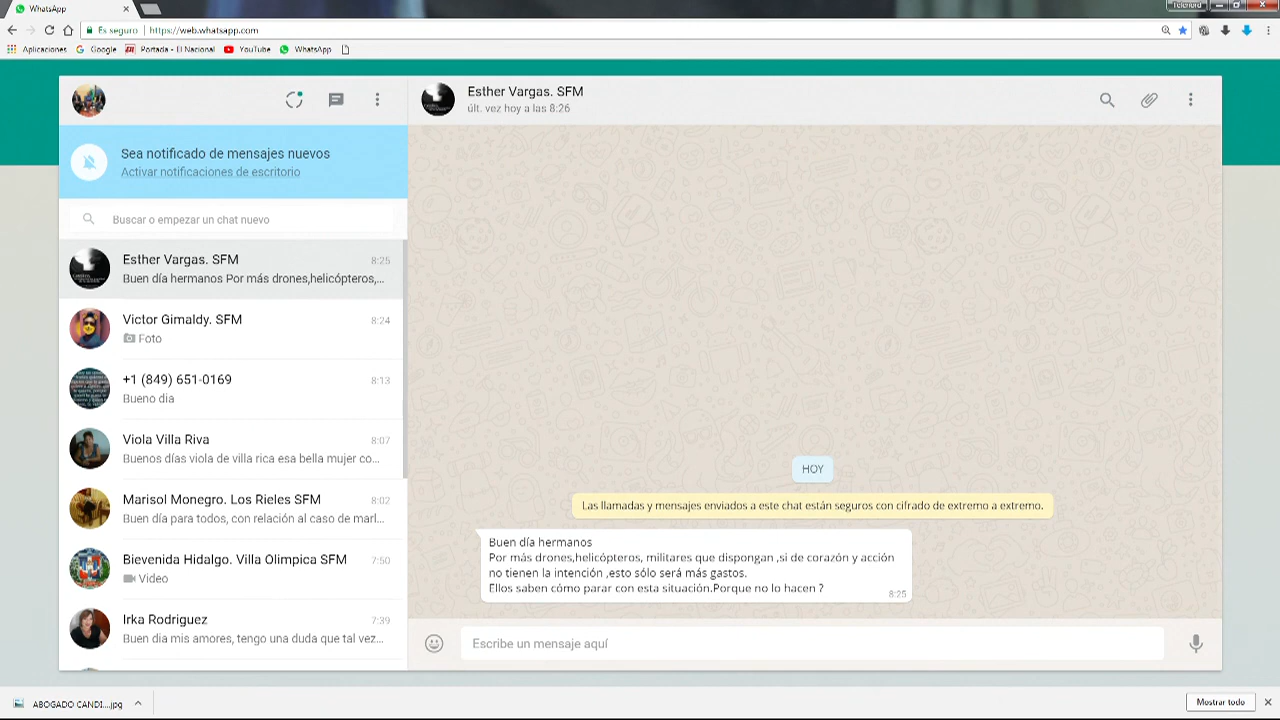 WhatsApp
Telenord
Es seguro | https://web.whatsapp.com
Aplicaciones Google Portada - El Nacional YouTube WhatsApp
Esther Vargas. SFM
últ. vez hoy a las 8:26
Sea notificado de mensajes nuevos
Activar notificaciones de escritorio
Buscar o empezar un chat nuevo
Esther Vargas. SFM 8:25
Buen día hermanos Por más drones,helicópteros,...
Victor Gimaldy. SFM 8:24
Foto
+1 (849) 651-0169 8:13
Bueno dia
Viola Villa Riva 8:07
Buenos días viola de villa rica esa bella mujer co...
Marisol Monegro. Los Rieles SFM 8:02
Buen día para todos, con relación al caso de marl...
Bievenida Hidalgo. Villa Olimpica SFM 7:50
Video
Irka Rodriguez 7:39
Buen dia mis amores, tengo una duda que tal vez...
HOY
Las llamadas y mensajes enviados a este chat están seguros con cifrado de extremo a extremo.
Buen día hermanos
Por más drones,helicópteros, militares que dispongan ,si de corazón y acción
no tienen la intención ,esto sólo será más gastos.
Ellos saben cómo parar con esta situación.Porque no lo hacen ?
8:25
Escribe un mensaje aquí
ABOGADO CANDI....jpg
Mostrar todo